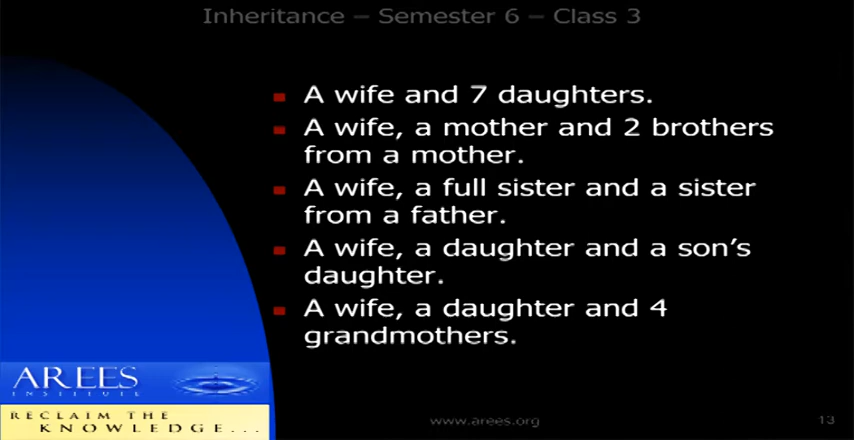 Inheritance – Semester 6 – Class 3
A wife and 7 daughters.
A wife, a mother and 2 brothers
from a mother.
A wife, a full sister and a sister
from a father.
A wife, a daughter and a son's
daughter.
A wife, a daughter and 4
grandmothers.
AREES
INSTITUTE
RECLAIM THE
KNOWLEDGE...
www.arees.org
13